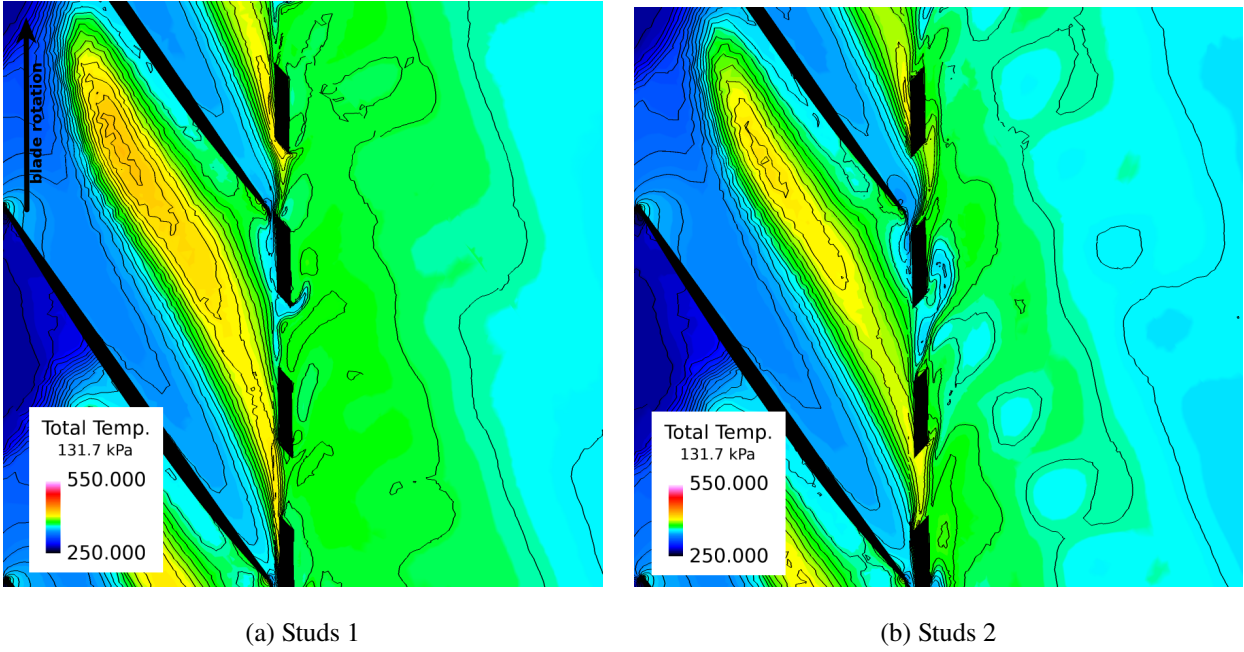 blade rotation
Total Temp.
131.7 kPa
550.000
250.000
Total Temp.
131.7 kPa
550.000
250.000
(a) Studs 1
(b) Studs 2